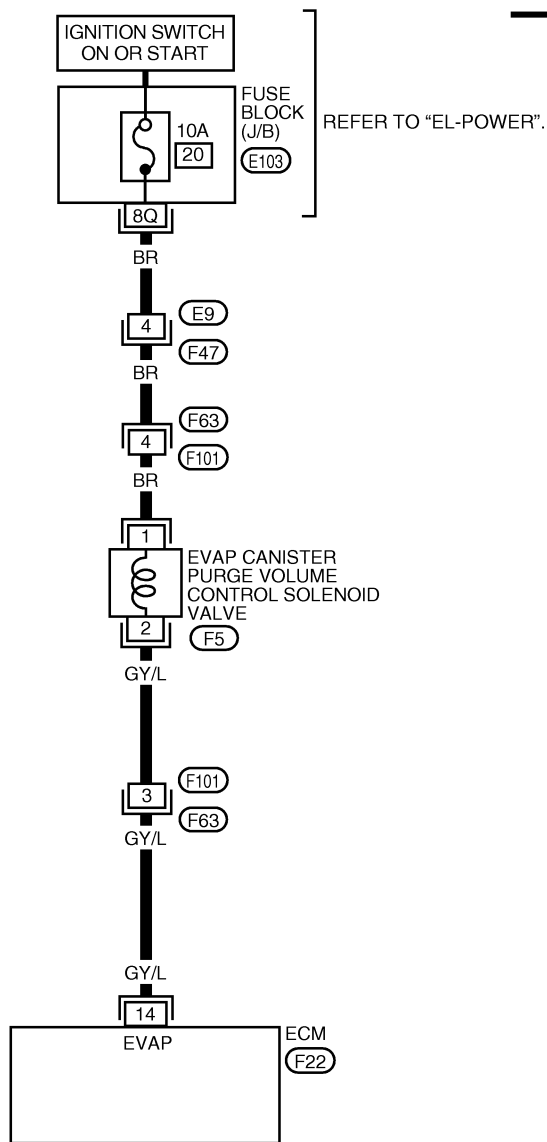 IGNITION SWITCH
ON OR START
FUSE
BLOCK
(J/B)
10A
20
E103
REFER TO “EL-POWER”.
8Q
BR
4
E9
F47
BR
F63
4
F101
BR
1
EVAP CANISTER
PURGE VOLUME
CONTROL SOLENOID
VALVE
2
F5
GY/L
F101
3
F63
GY/L
GY/L
14
EVAP
ECM
F22